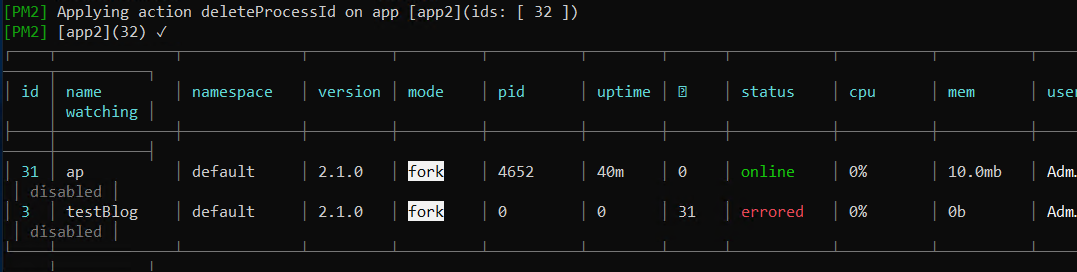 [PM2] Applying action deleteProcessId on app [app2](ids: [ 32 ])
[PM2] [app2](32) ✓
id name namespace version mode pid uptime status cpu mem
watching
31 ap default 2.1.0 fork 4652 40m 0 online 0% 10.0mb Adm…
disabled
3 testBlog default 2.1.0 fork 0 0 31 errored 0% 0b Adm…
disabled